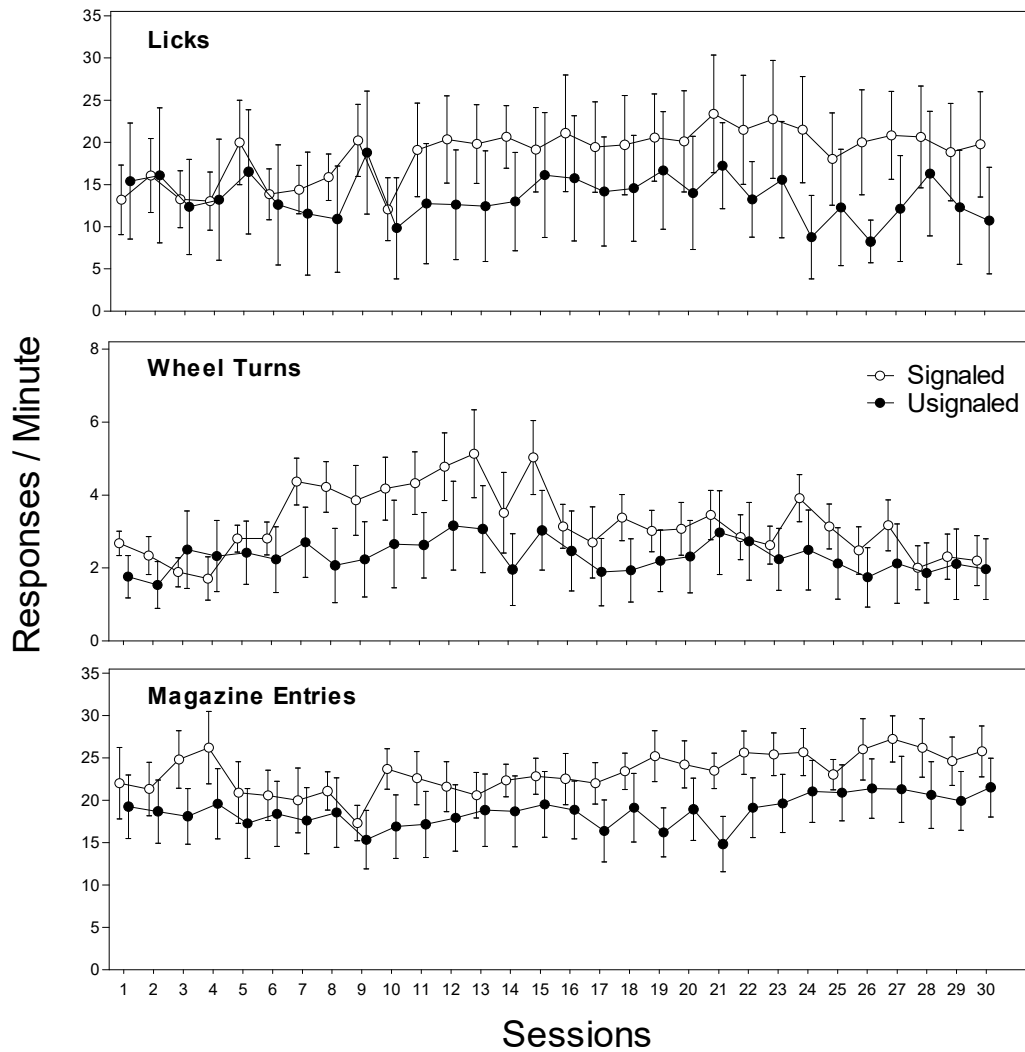 35
30
25
20
15
10
5
0
Licks
8
6
4
2
0
Wheel Turns
Signaled
Usignaled
Responses / Minute
35
30
25
20
15
10
5
0
Magazine Entries
1 2 3 4 5 6 7 8 9 10 11 12 13 14 15 16 17 18 19 20 21 22 23 24 25 26 27 28 29 30
Sessions